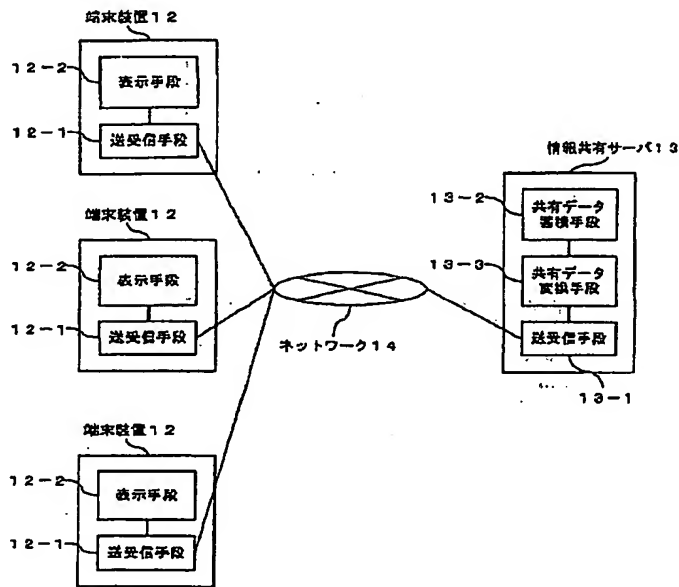 端末装置12
12-2
表示手段
12-1
送受信手段
端末装置12
12-2
表示手段
12-1
送受信手段
端末装置12
12-2
表示手段
12-1
送受信手段
ネットワーク14
情報共有サーバ13
13-2
共有データ
蓄積手段
13-3
共有データ
変換手段
送受信手段
13-1